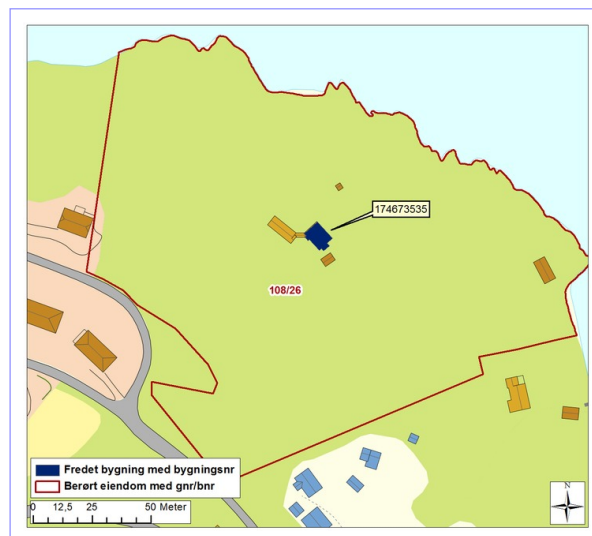 174673535
108/26
Fredet bygning med bygningsnr
Berørt eiendom med gnr/bnr
0 12,5 25 50 Meter
N